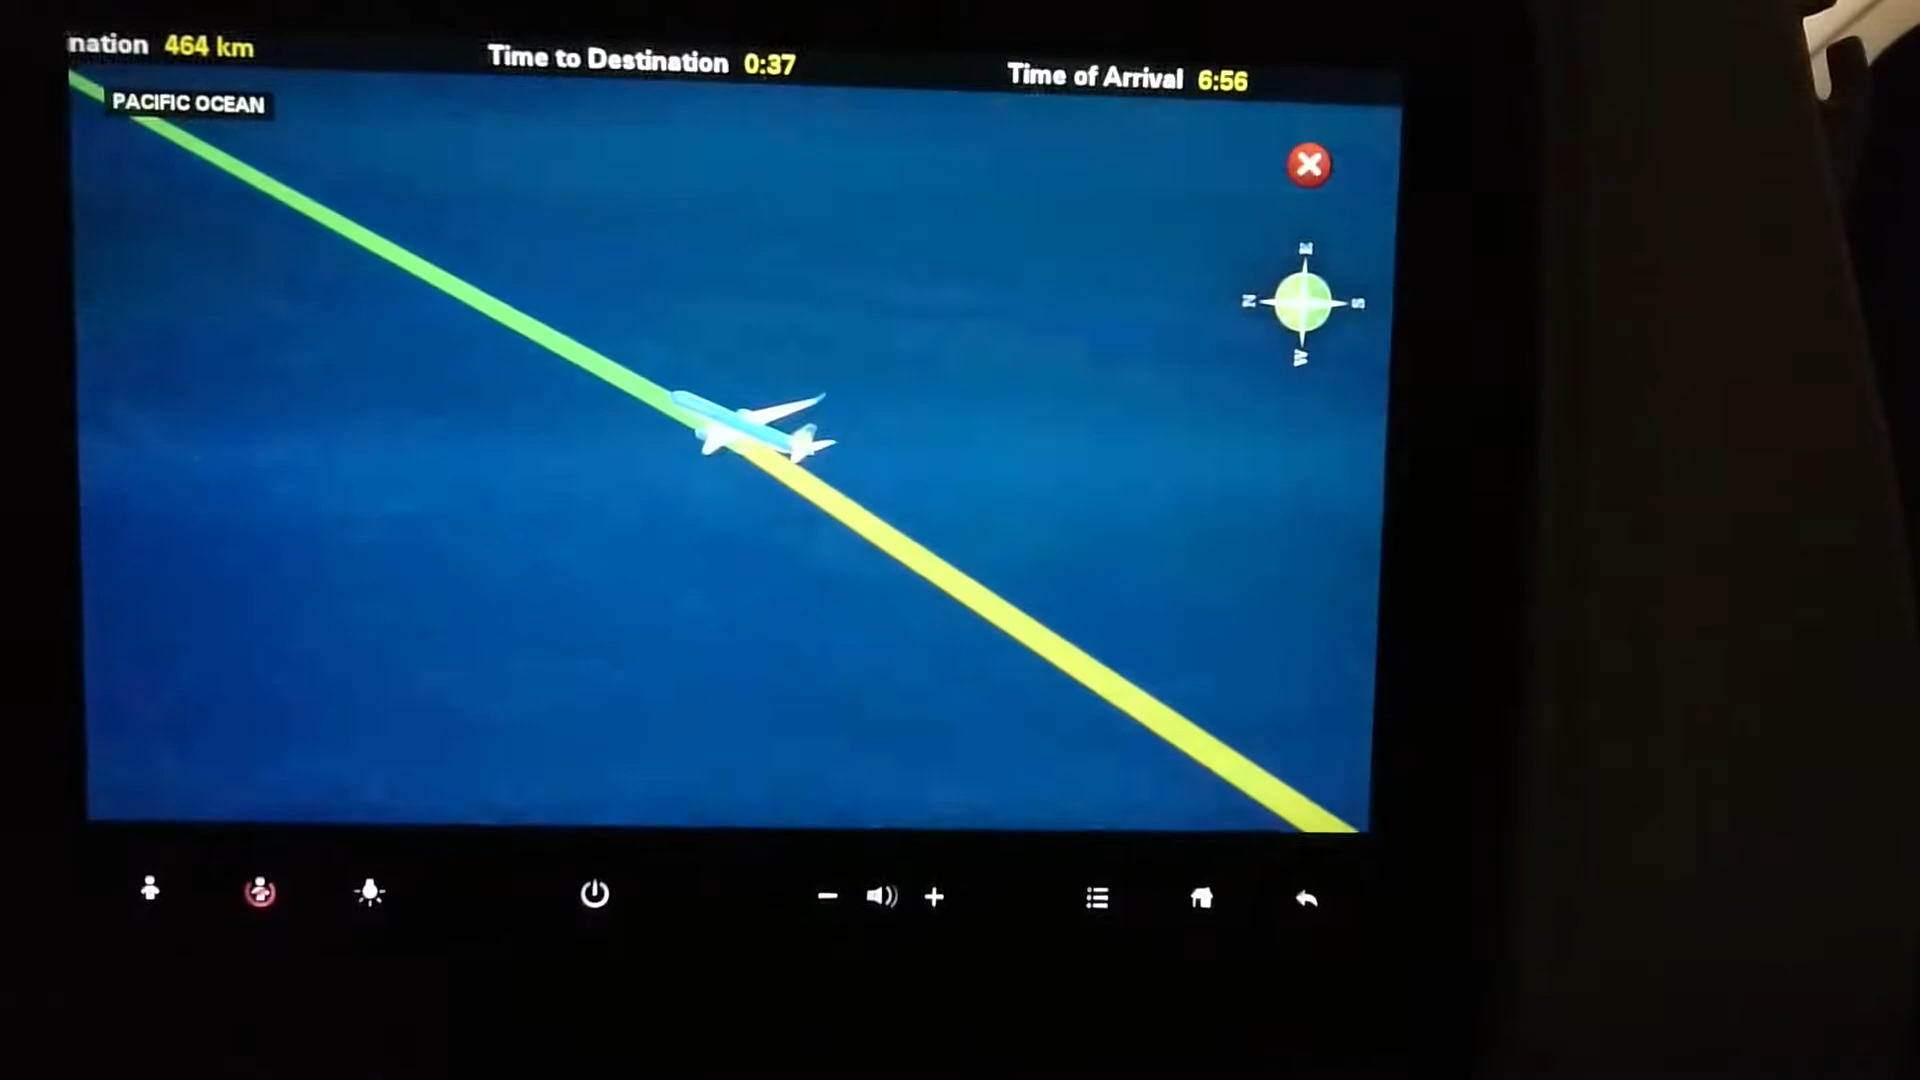 nation 464 km
Time to Destination 0:37
Time of Arrival 6:56
PACIFIC OCEAN
E
N
S
W